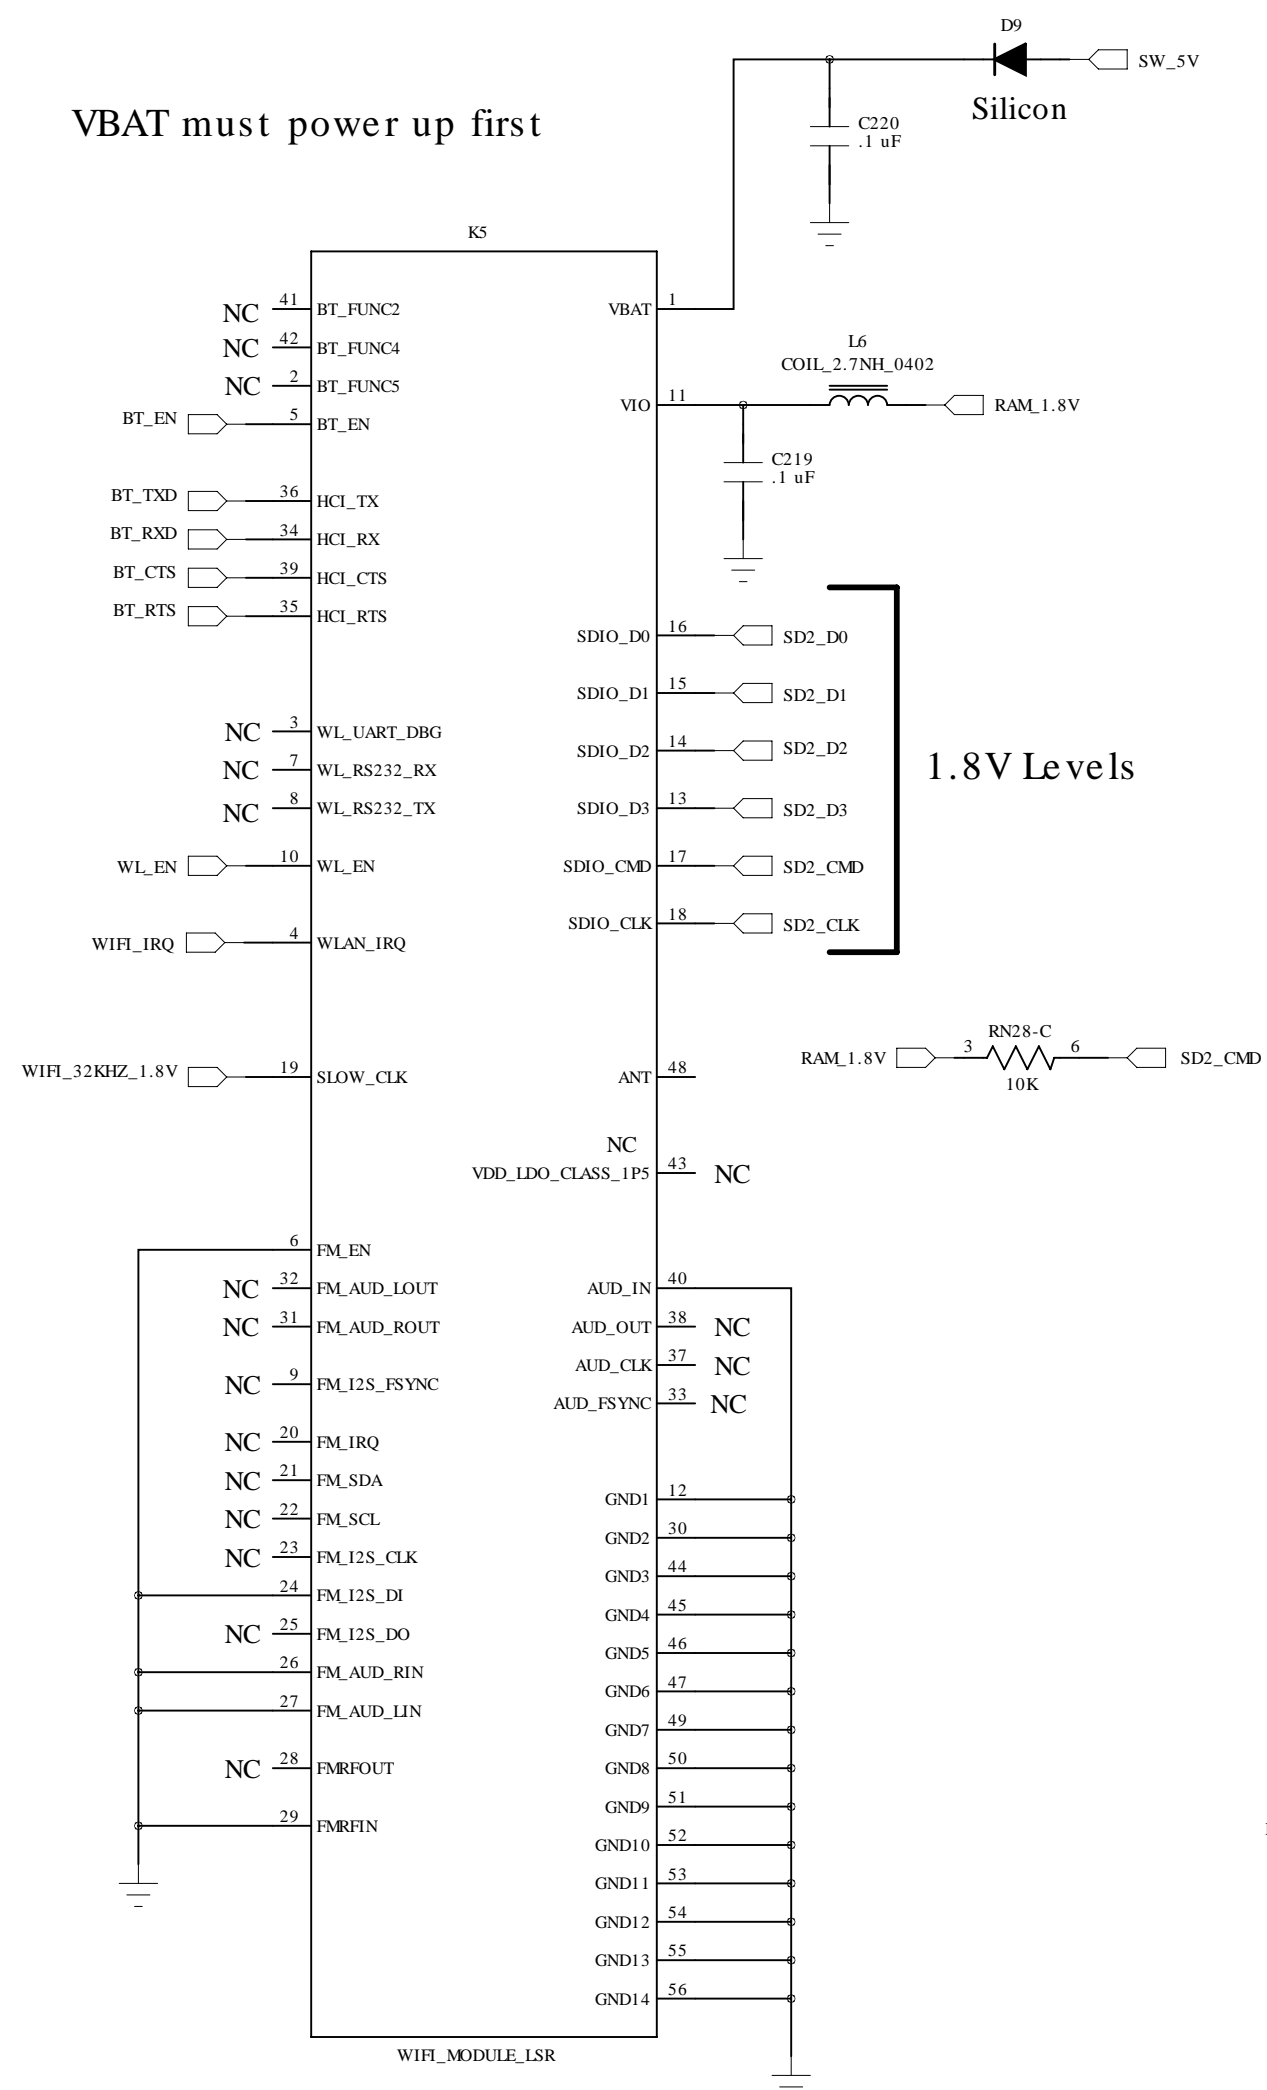 D9
SW_5V
Silicon
VBAT must power up first
C220
.1 uF
K5
NC 41 BT_FUNC2
VBAT 1
NC 42 BT_FUNC4
L6
COIL_2.7NH_0402
NC 2 BT_FUNC5
VIO 11
RAM_1.8V
BT_EN 5 BT_EN
C219
.1 uF
BT_TXD 36 HCI_TX
BT_RXD 34 HCI_RX
BT_CTS 39 HCI_CTS
BT_RTS 35 HCI_RTS
SDIO_D0 16 SD2_D0
SDIO_D1 15 SD2_D1
NC 3 WL_UART_DBG
SDIO_D2 14 SD2_D2
NC 7 WL_RS232_RX
1.8V Levels
NC 8 WL_RS232_TX
SDIO_D3 13 SD2_D3
WL_EN 10 WL_EN
SDIO_CMD 17 SD2_CMD
SDIO_CLK 18 SD2_CLK
WIFI_IRQ 4 WLAN_IRQ
RN28-C
RAM_1.8V 3 6 SD2_CMD
10K
WIFI_32KHZ_1.8V 19 SLOW_CLK
ANT 48
NC
VDD_LDO_CLASS_1P5 43 NC
6 FM_EN
NC 32 FM_AUD_LOUT
AUD_IN 40
NC 31 FM_AUD_ROUT
AUD_OUT 38 NC
AUD_CLK 37 NC
NC 9 FM_I2S_FSYNC
AUD_FSYNC 33 NC
NC 20 FM_IRQ
NC 21 FM_SDA
GND1 12
NC 22 FM_SCL
GND2 30
NC 23 FM_I2S_CLK
GND3 44
24 FM_I2S_DI
GND4 45
NC 25 FM_I2S_DO
GND5 46
26 FM_AUD_RIN
GND6 47
27 FM_AUD_LIN
GND7 49
NC 28 FMRFOUT
GND8 50
GND9 51
29 FMRFIN
GND10 52
GND11 53
GND12 54
GND13 55
GND14 56
WIFI_MODULE_LSR